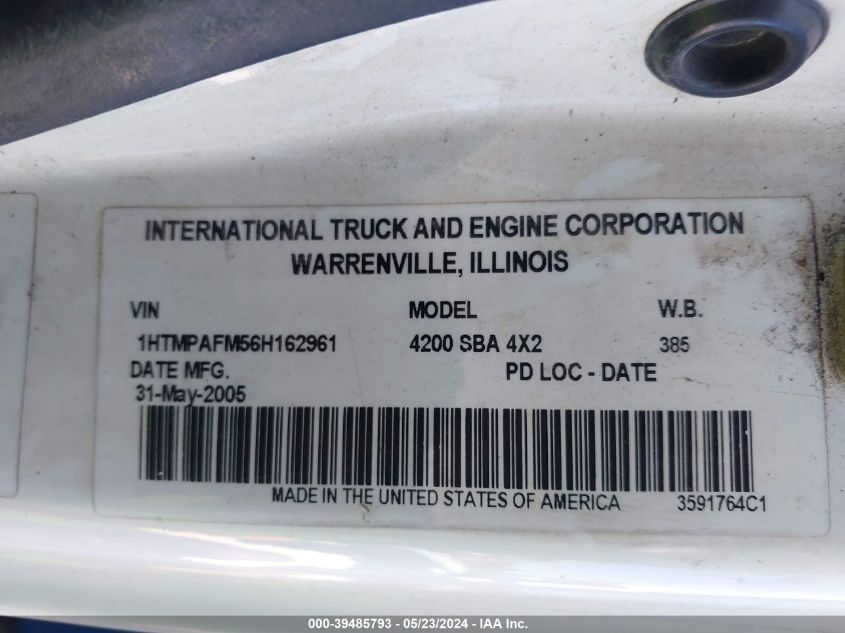 INTERNATIONAL TRUCK AND ENGINE CORPORATION
WARRENVILLE, ILLINOIS
VIN MODEL W.B.
1HTMPAFM56H162961 4200 SBA 4X2 385
DATE MFG. PD LOC - DATE
31-May-2005
MADE IN THE UNITED STATES OF AMERICA 3591764C1
000-39485793 - 05/23/2024 - IAA Inc.